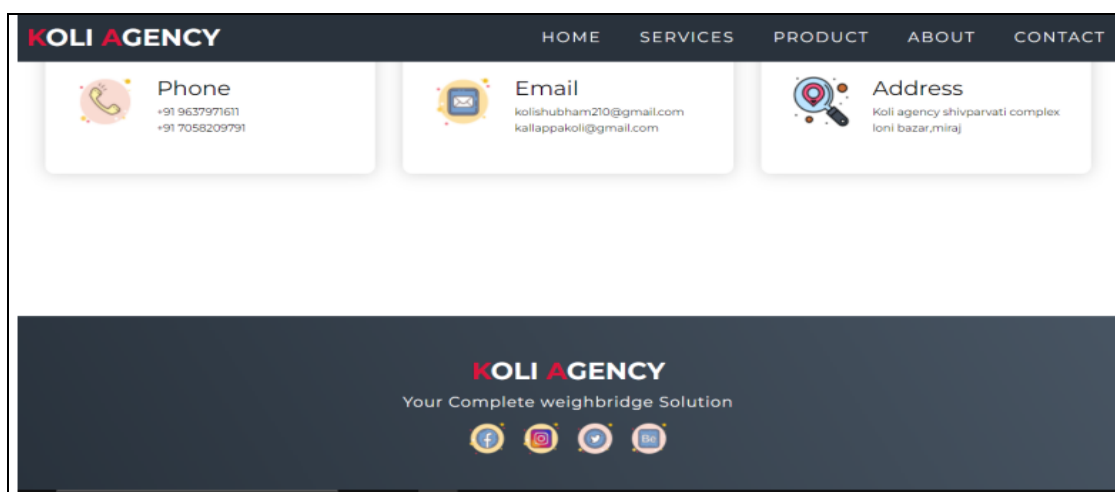 KOLI AGENCY
HOME SERVICES PRODUCT ABOUT CONTACT
Phone
+91 9637971611
+91 7058209791
Email
kolishubham210@gmail.com
kallappakoli@gmail.com
Address
Koli agency shivparvati complex
loni bazar,miraj
KOLI AGENCY
Your Complete weighbridge Solution
Be